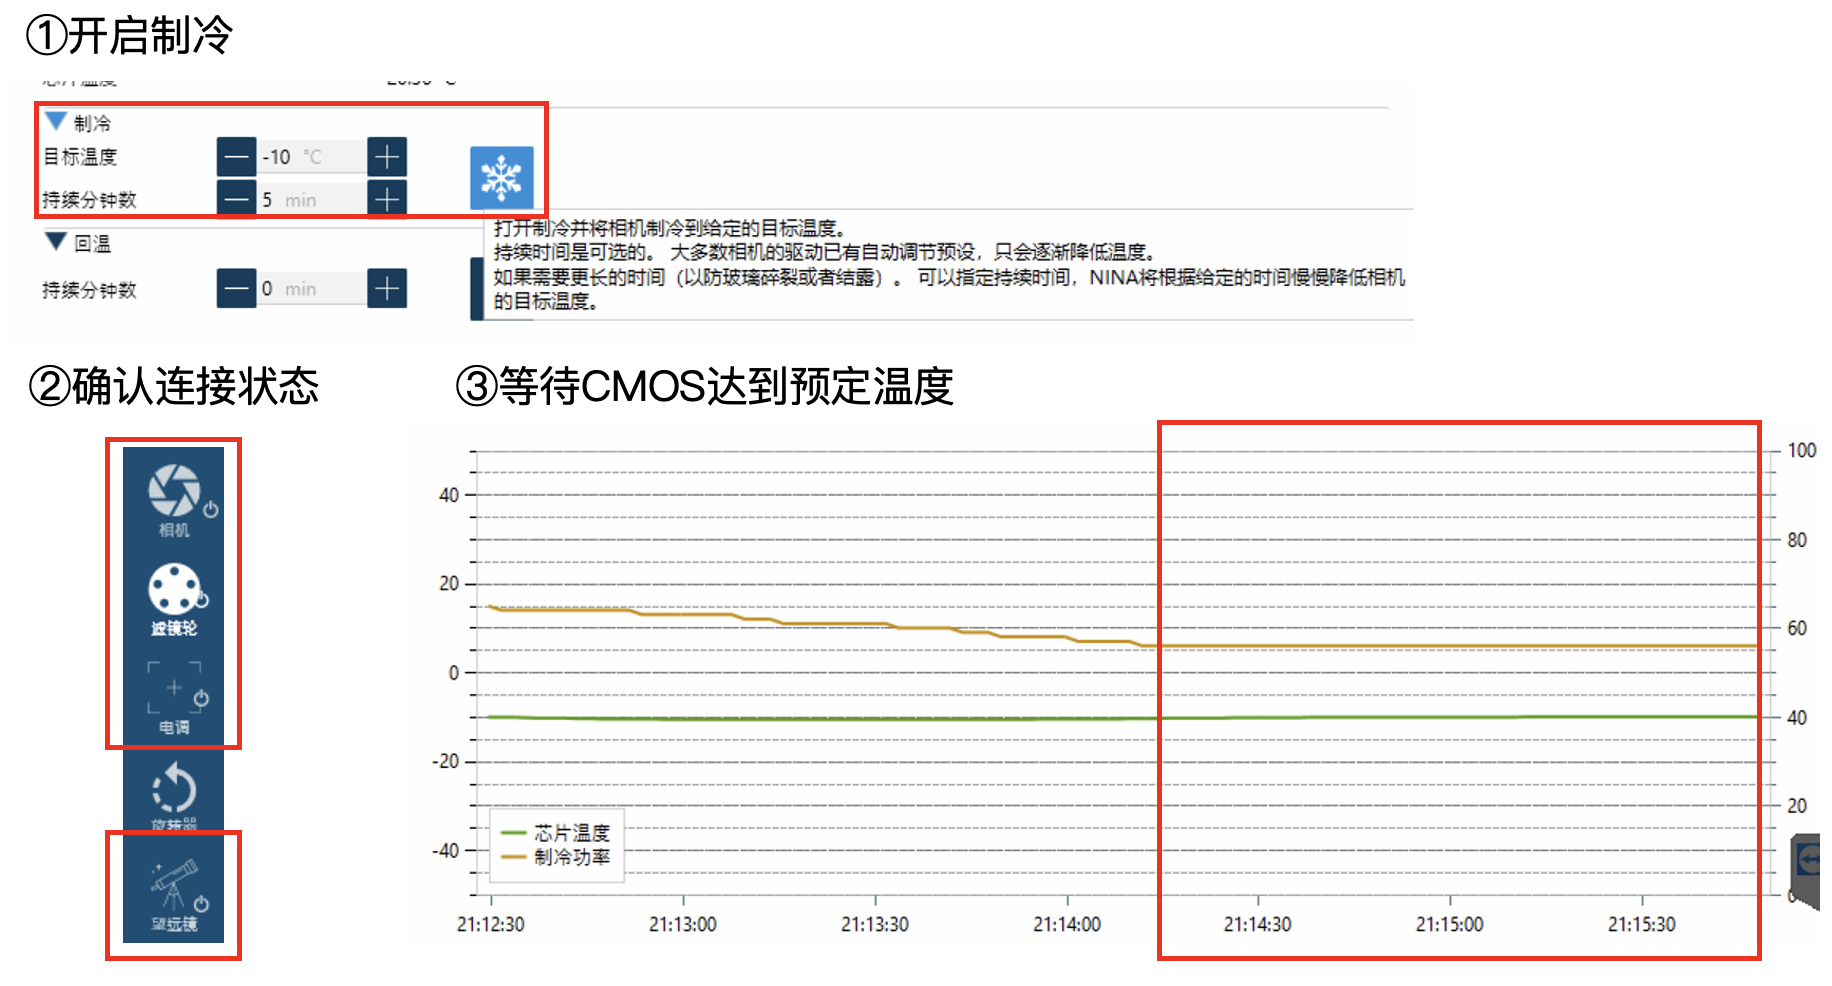 ①开启制冷
制冷
目标温度
-10 °C
持续分钟数
5 min
打开制冷并将相机制冷到给定的目标温度。
持续时间是可选的。 大多数相机的驱动已有自动调节预设，只会逐渐降低温度。
如果需要更长的时间（以防玻璃碎裂或者结露）。 可以指定持续时间，NINA将根据给定的时间慢慢降低相机
的目标温度。
回温
持续分钟数
0 min
②确认连接状态
相机
滤镜轮
电调
旋转器
望远镜
③等待CMOS达到预定温度
40
20
0
-20
-40
100
80
60
40
20
芯片温度
制冷功率
21:12:30
21:13:00
21:13:30
21:14:00
21:14:30
21:15:00
21:15:30